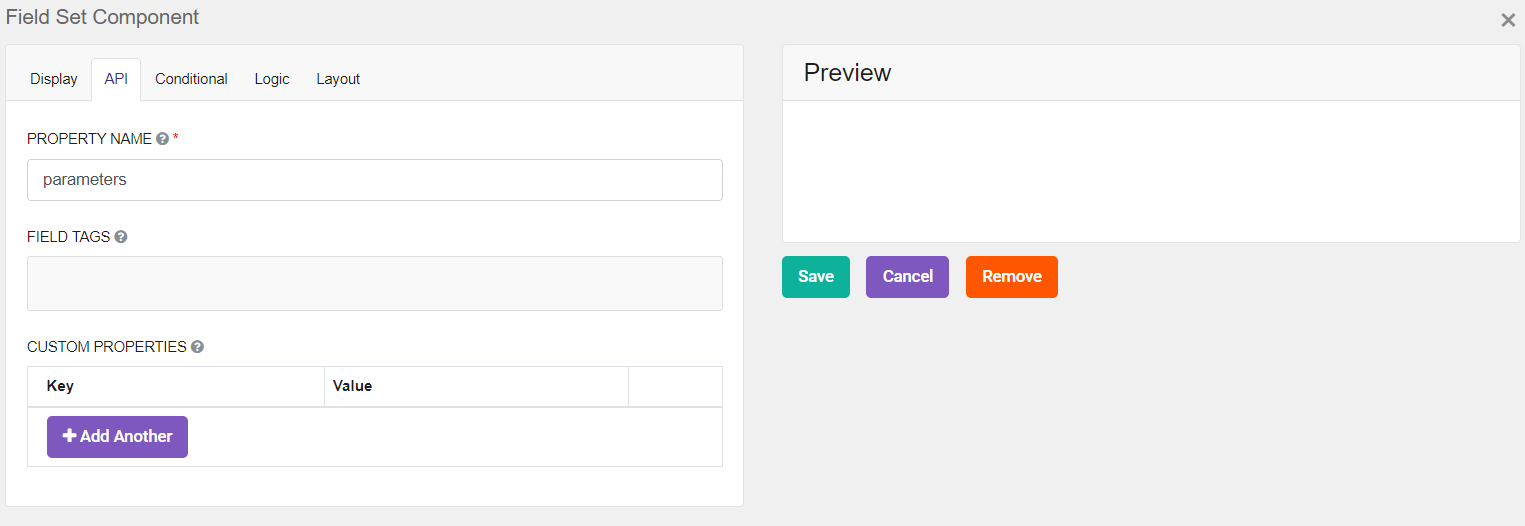 Field Set Component
Display API Conditional Logic Layout
PROPERTY NAME *
parameters
FIELD TAGS
CUSTOM PROPERTIES
Key Value
Add Another
Preview
Save Cancel Remove